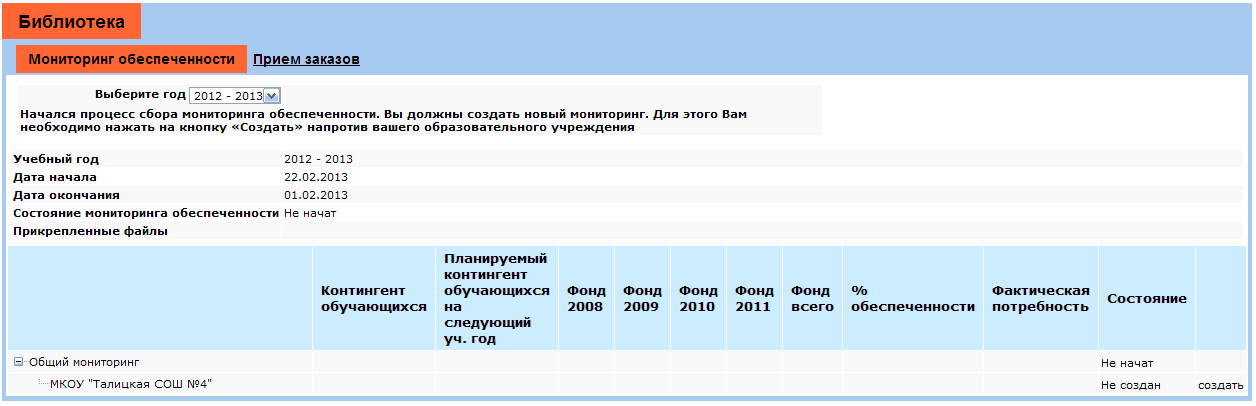 Библиотека
Мониторинг обеспеченности Прием заказов
Выберите год 2012 - 2013
Начался процесс сбора мониторинга обеспеченности. Вы должны создать новый мониторинг. Для этого Вам
необходимо нажать на кнопку «Создать» напротив вашего образовательного учреждения
Учебный год 2012 - 2013
Дата начала 22.02.2013
Дата окончания 01.02.2013
Состояние мониторинга обеспеченности Не начат
Прикрепленные файлы
Контингент
обучающихся
Планируемый
контингент
обучающихся
на
следующий
уч. год
Фонд
2008
Фонд
2009
Фонд
2010
Фонд
2011
Фонд
всего
%
обеспеченности
Фактическая
потребность
Состояние
Общий мониторинг Не начат
МКОУ "Талицкая СОШ №4" Не создан создать